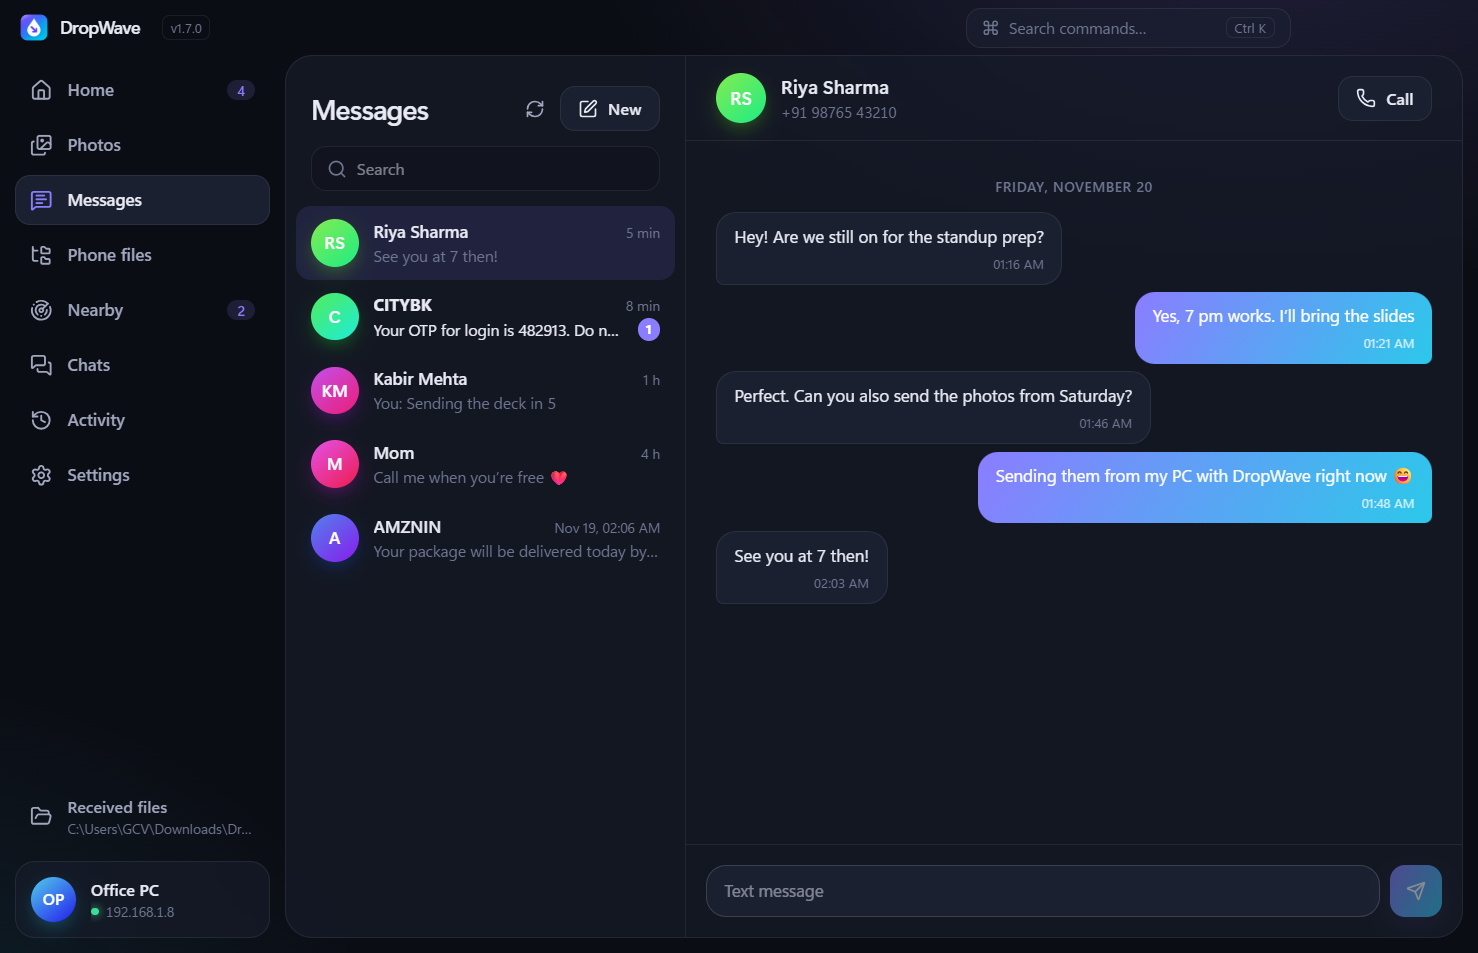 DropWave
v1.7.0
Search commands...
Ctrl K
Home
4
Photos
Messages
Phone files
Nearby
2
Chats
Activity
Settings
Received files
C:\Users\GCV\Downloads\Dr...
OP
Office PC
192.168.1.8
Messages
New
Search
RS
Riya Sharma
5 min
See you at 7 then!
C
CITYBK
8 min
Your OTP for login is 482913. Do n...
1
KM
Kabir Mehta
1 h
You: Sending the deck in 5
M
Mom
4 h
Call me when you're free ❤️
A
AMZNIN
Nov 19, 02:06 AM
Your package will be delivered today by...
RS
Riya Sharma
+91 98765 43210
Call
FRIDAY, NOVEMBER 20
Hey! Are we still on for the standup prep?
01:16 AM
Yes, 7 pm works. I'll bring the slides
01:21 AM
Perfect. Can you also send the photos from Saturday?
01:46 AM
Sending them from my PC with DropWave right now 😄
01:48 AM
See you at 7 then!
02:03 AM
Text message